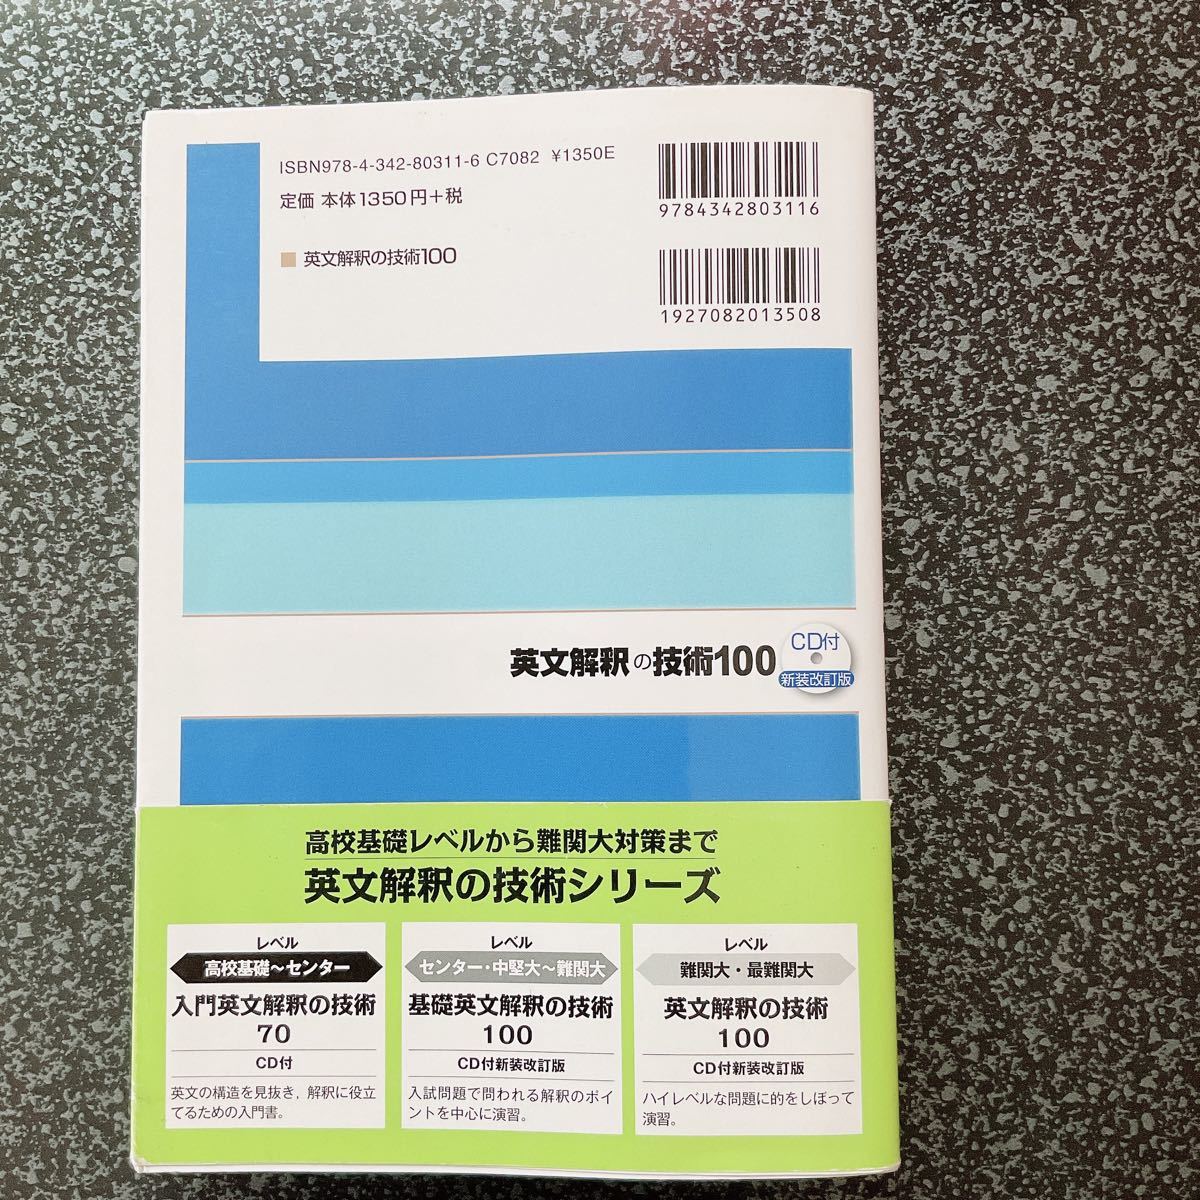 ISBN978-4-342-80311-6 C7082 ¥1350E
定価 本体1350円+税
9784342803116
■ 英文解釈の技術100
1927082013508
英文解釈の技術100
CD付
新装改訂版
高校基礎レベルから難関大対策まで
英文解釈の技術シリーズ
レベル
高校基礎～センター
入門英文解釈の技術
70
CD付
英文の構造を見抜き，解釈に役立
てるための入門書。
レベル
センター・中堅大～難関大
基礎英文解釈の技術
100
CD付新装改訂版
入試問題で問われる解釈のポイ
ントを中心に演習。
レベル
難関大・最難関大
英文解釈の技術
100
CD付新装改訂版
ハイレベルな問題に的をしぼって
演習。